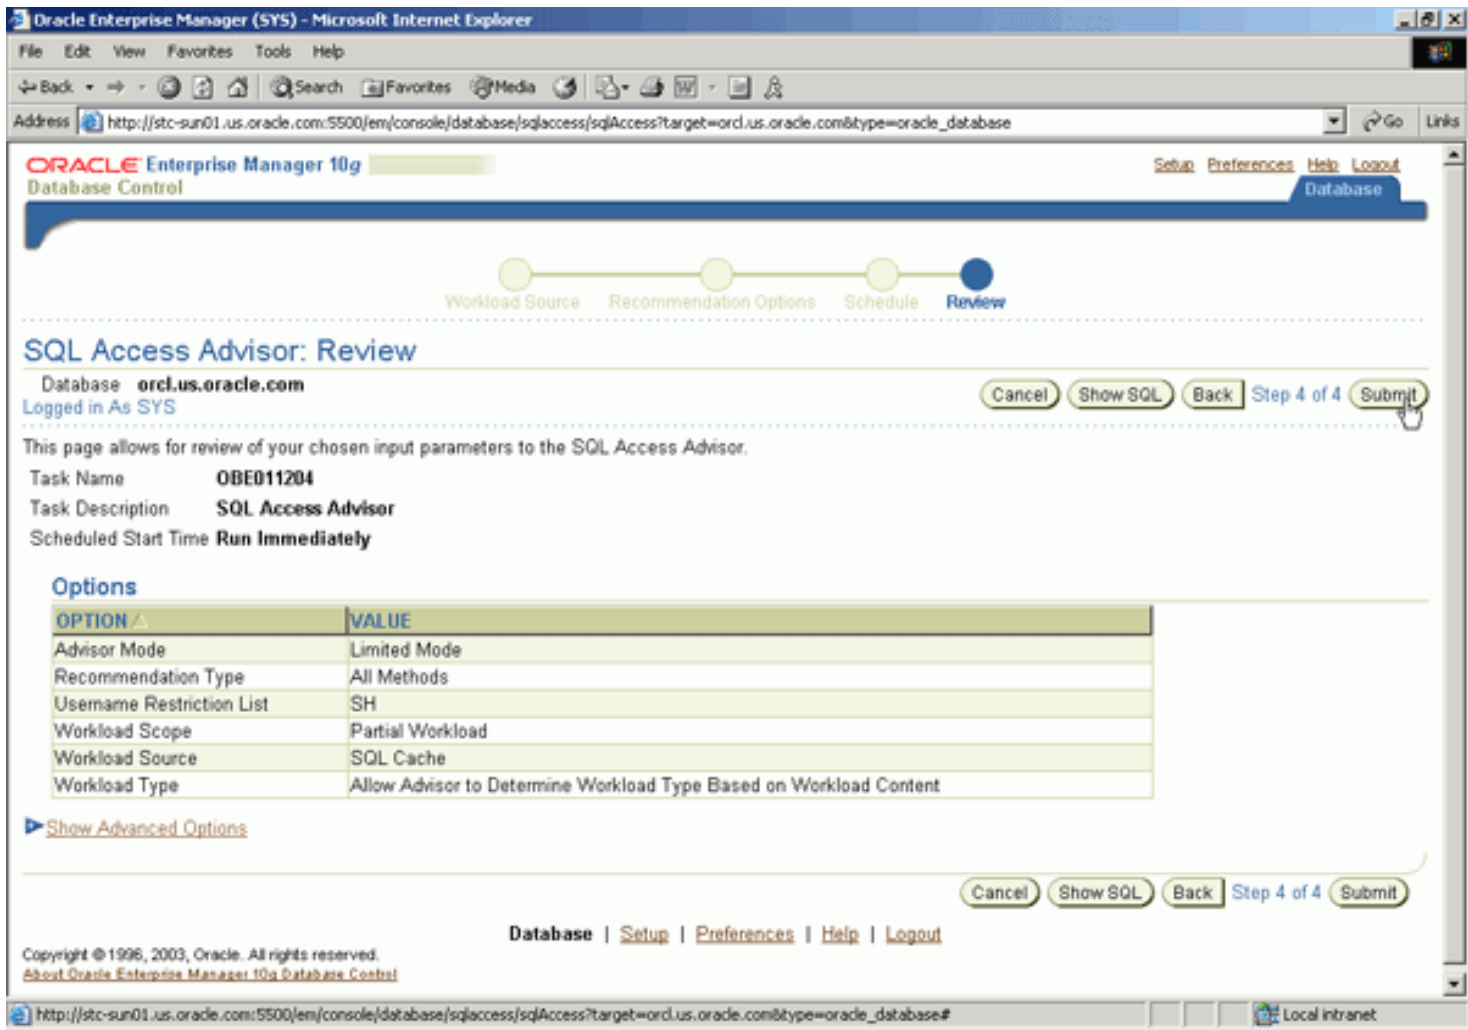 Oracle Enterprise Manager (SYS) - Microsoft Internet Explorer
File Edit View Favorites Tools Help
Back Search Favorites Media
Address http://stc-sun01.us.oracle.com:5500/em/console/database/sqlaccess/sqlAccess?target=orcl.us.oracle.com&type=oracle_database Go Links
ORACLE Enterprise Manager 10g
Database Control
Setup Preferences Help Logout
Database
Workload Source Recommendation Options Schedule Review
SQL Access Advisor: Review
Database orcl.us.oracle.com
Logged in As SYS
Cancel Show SQL Back Step 4 of 4 Submit
This page allows for review of your chosen input parameters to the SQL Access Advisor.
Task Name OBE011204
Task Description SQL Access Advisor
Scheduled Start Time Run Immediately
Options
OPTION VALUE
Advisor Mode Limited Mode
Recommendation Type All Methods
Username Restriction List SH
Workload Scope Partial Workload
Workload Source SQL Cache
Workload Type Allow Advisor to Determine Workload Type Based on Workload Content
Show Advanced Options
Cancel Show SQL Back Step 4 of 4 Submit
Database | Setup | Preferences | Help | Logout
Copyright © 1996, 2003, Oracle. All rights reserved.
About Oracle Enterprise Manager 10g Database Control
http://stc-sun01.us.oracle.com:5500/em/console/database/sqlaccess/sqlAccess?target=orcl.us.oracle.com&type=oracle_database# Local intranet